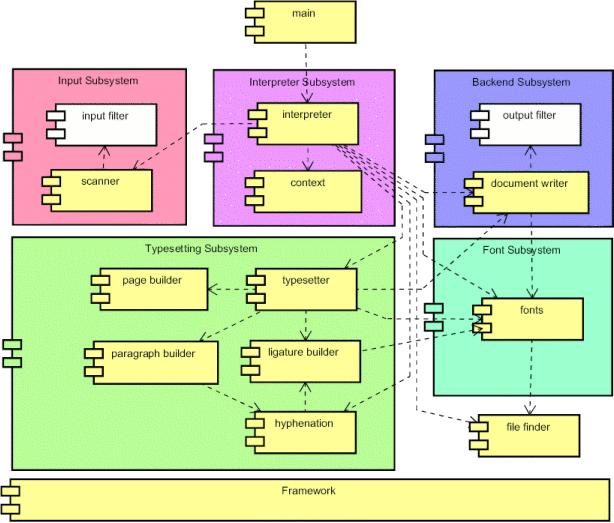 main
Input Subsystem
Interpreter Subsystem
Backend Subsystem
input filter
interpreter
output filter
scanner
context
document writer
Typesetting Subsystem
Font Subsystem
page builder
typesetter
fonts
paragraph builder
ligature builder
hyphenation
file finder
Framework